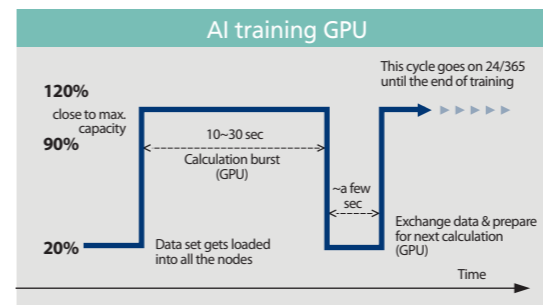 AI training GPU
This cycle goes on 24/365
until the end of training
120%
close to max.
capacity
90%
10~30 sec
Calculation burst
(GPU)
~a few
sec
20%
Data set gets loaded
into all the nodes
Exchange data & prepare
for next calculation
(GPU)
Time